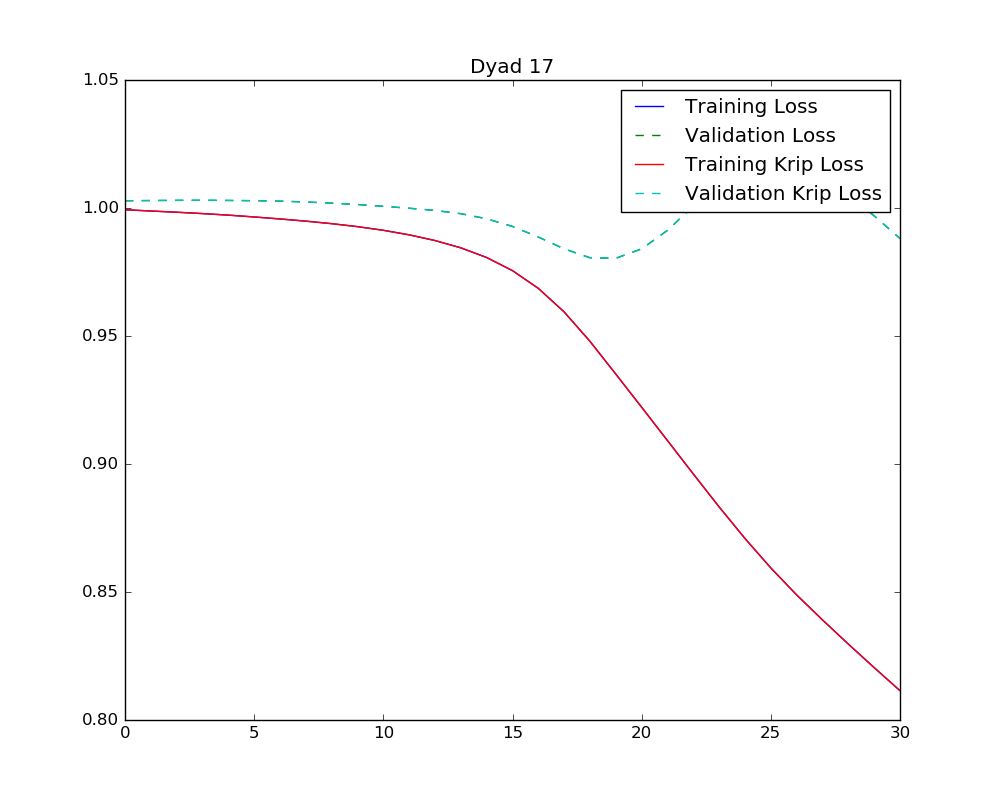 Dyad 17
1.05
1.00
0.95
0.90
0.85
0.80
Training Loss
Validation Loss
Training Krip Loss
Validation Krip Loss
0 5 10 15 20 25 30